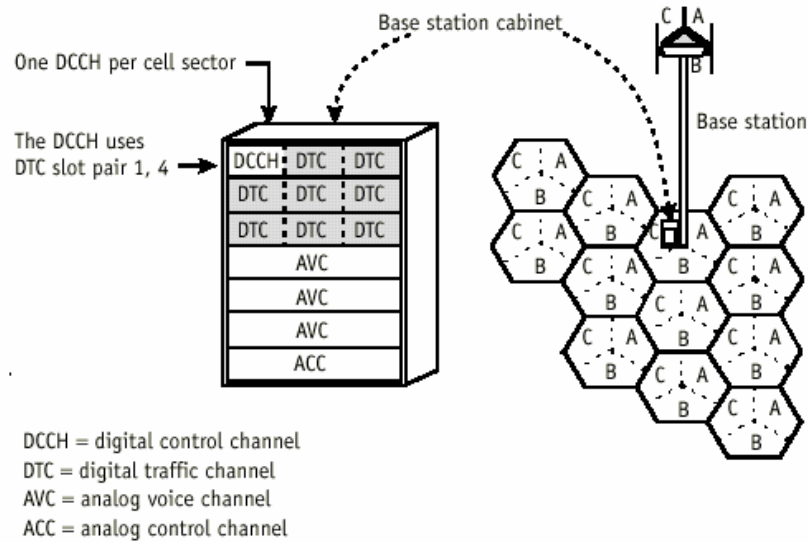 Base station cabinet
C A
B
One DCCH per cell sector
Base station
The DCCH uses
DTC slot pair 1, 4
DCCH DTC DTC
DTC DTC DTC
DTC DTC DTC
AVC
AVC
AVC
ACC
C A
B
C A
B
C A
B
C A
B
C
B
C A
B
C A
B
C A
B
C A
B
C A
B
C A
B
C A
B
C A
B
DCCH = digital control channel
DTC = digital traffic channel
AVC = analog voice channel
ACC = analog control channel